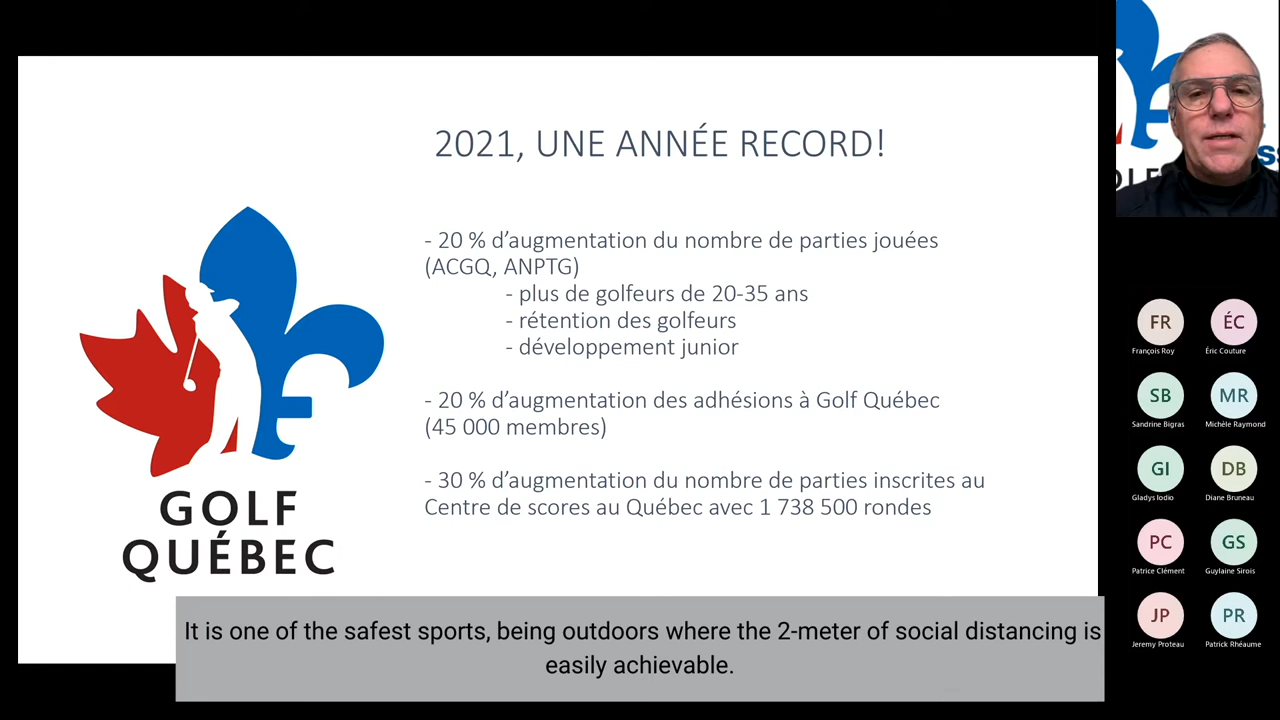 2021, UNE ANNÉE RECORD!
- 20 % d’augmentation du nombre de parties jouées
(ACGQ, ANPTG)
- plus de golfeurs de 20-35 ans
- rétention des golfeurs
- développement junior
- 20 % d’augmentation des adhésions à Golf Québec
(45 000 membres)
- 30 % d’augmentation du nombre de parties inscrites au
Centre de scores au Québec avec 1 738 500 rondes
GOLF
QUÉBEC
It is one of the safest sports, being outdoors where the 2-meter of social distancing is
easily achievable.
FR
François Roy
ÉC
Éric Couture
SB
Sandrine Bigras
MR
Michèle Raymond
GI
Gladys Iodio
DB
Diane Bruneau
PC
Patrice Clément
GS
Guylaine Sirois
JP
Jeremy Proteau
PR
Patrick Rhéaume